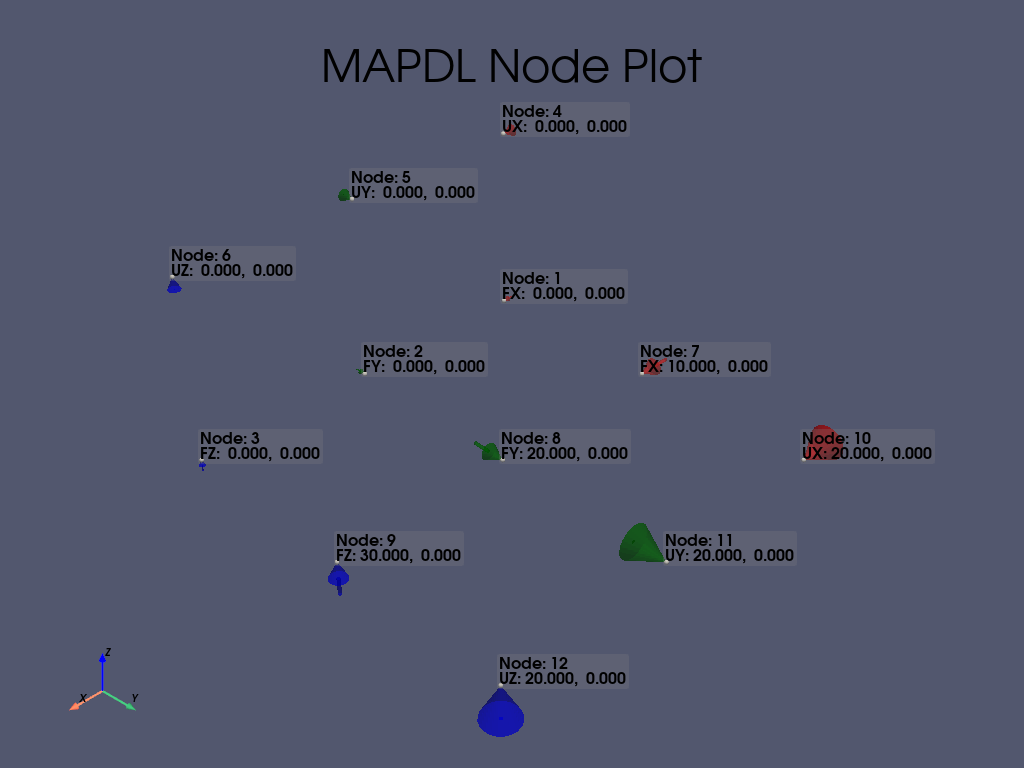 MAPDL Node Plot
Node: 4
UX: 0.000, 0.000
Node: 5
UY: 0.000, 0.000
Node: 6
UZ: 0.000, 0.000
Node: 1
FX: 0.000, 0.000
Node: 2
FY: 0.000, 0.000
Node: 7
FX: 10.000, 0.000
Node: 3
FZ: 0.000, 0.000
Node: 8
FY: 20.000, 0.000
Node: 10
UX: 20.000, 0.000
Node: 9
FZ: 30.000, 0.000
Node: 11
UY: 20.000, 0.000
Node: 12
UZ: 20.000, 0.000
Z
X
Y